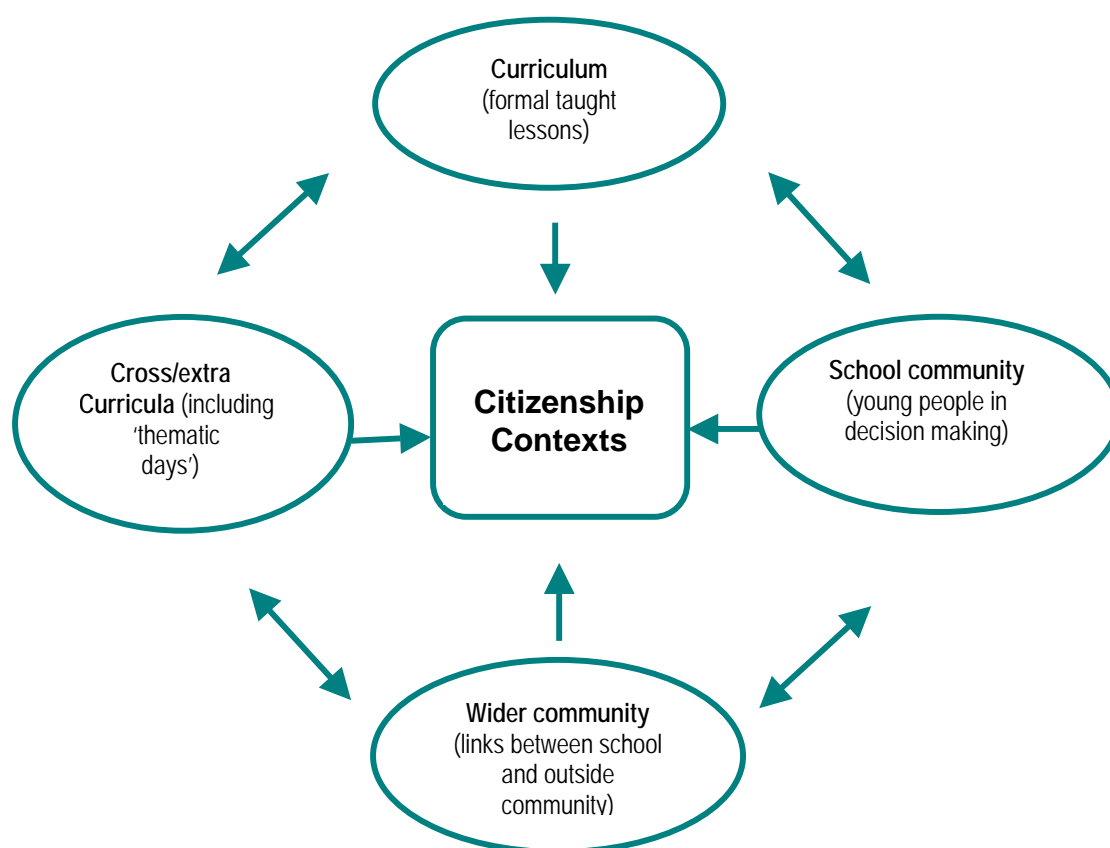 Curriculum
(formal taught
lessons)
Cross/extra
Curricula (including
‘thematic
days’)
Citizenship
Contexts
School community
(young people in
decision making)
Wider community
(links between school
and outside
community)